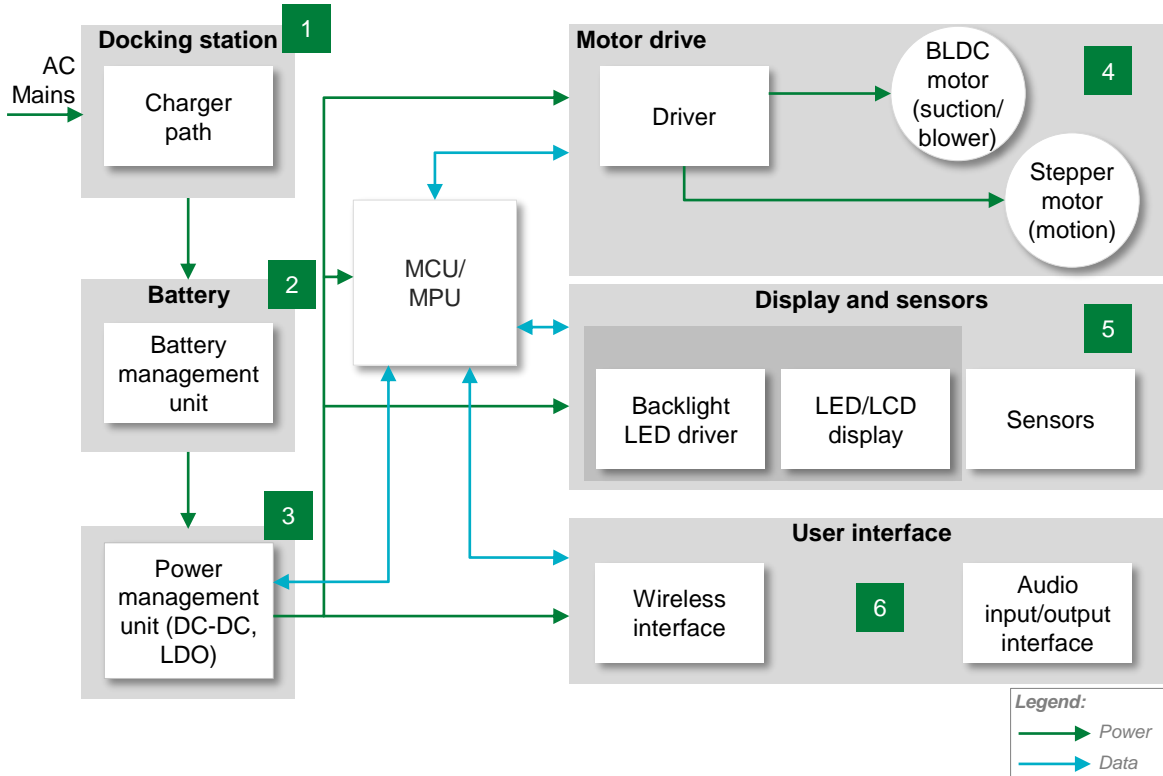 1
Docking station
AC
Mains
Charger
path
2
Battery
Battery
management
unit
3
Power
management
unit (DC-DC,
LDO)
MCU/
MPU
Motor drive
4
Driver
BLDC
motor
(suction/
blower)
Stepper
motor
(motion)
Display and sensors
5
Backlight
LED driver
LED/LCD
display
Sensors
User interface
6
Wireless
interface
Audio
input/output
interface
Legend:
Power
Data